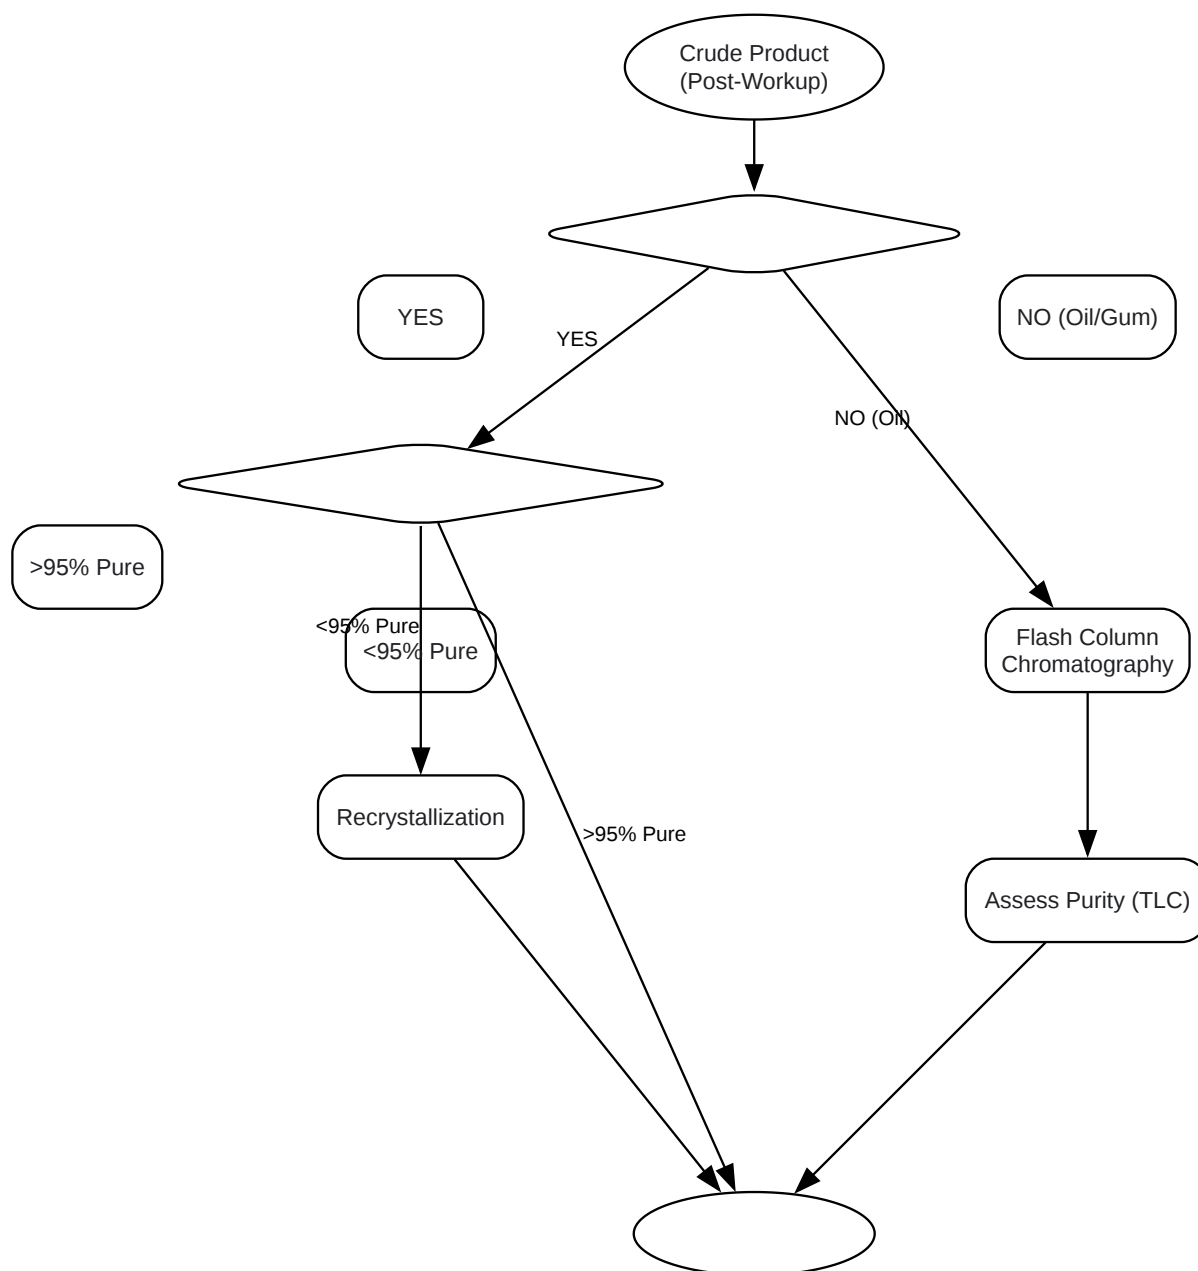 Crude Product
(Post-Workup)
YES
NO (Oil/Gum)
YES
NO (Oil)
>95% Pure
<95% Pure
<95% Pure
Flash Column
Chromatography
Recrystallization
>95% Pure
Assess Purity (TLC)